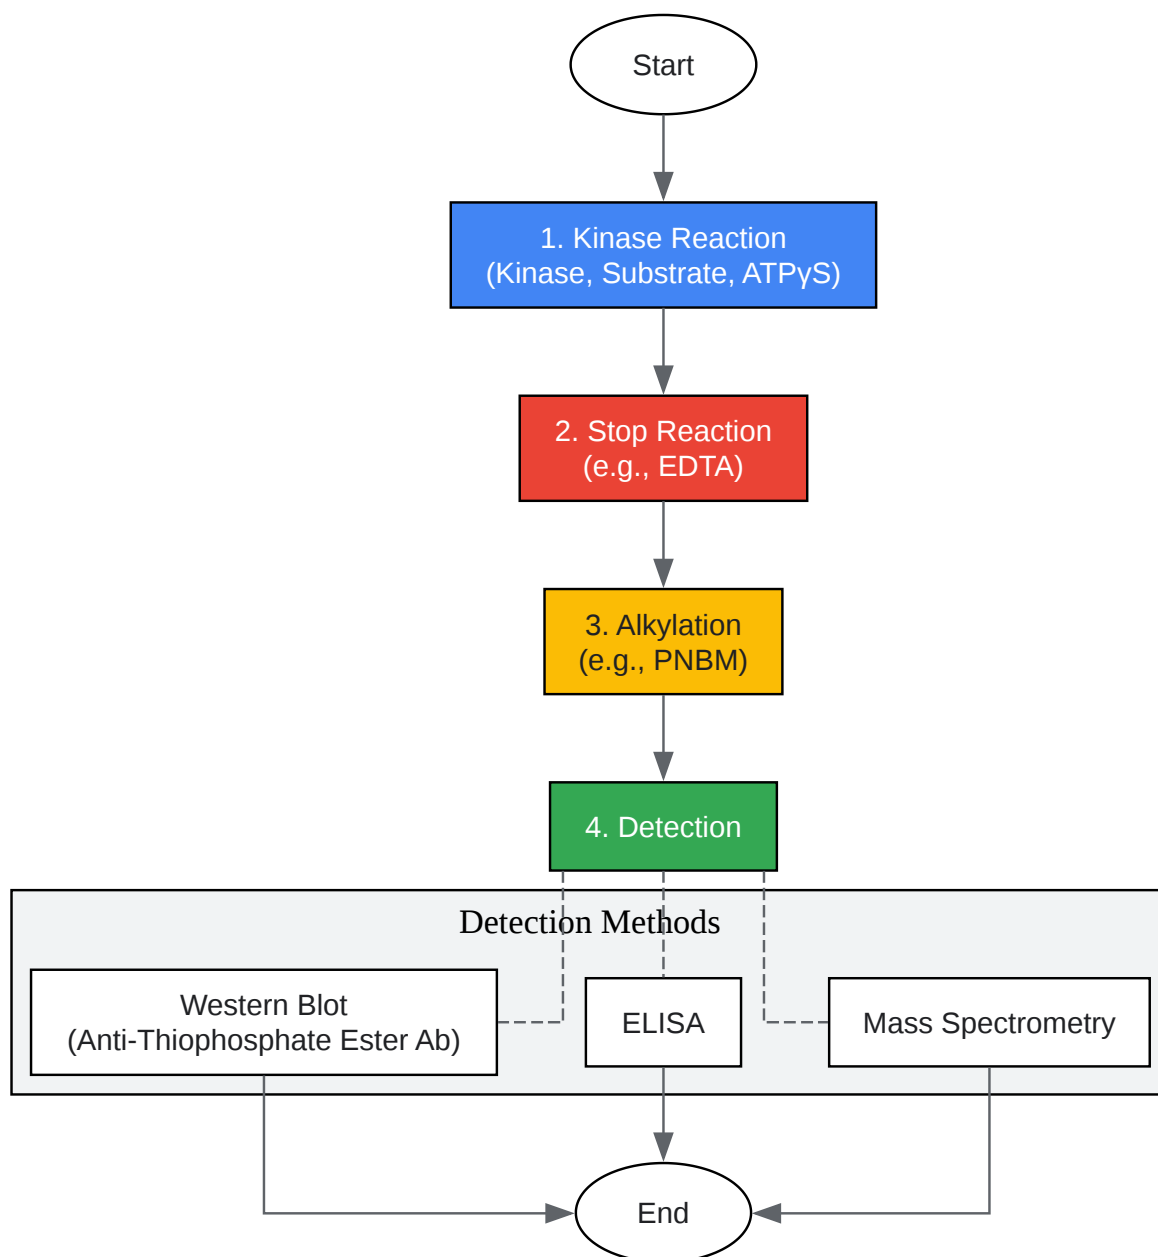 Start
1. Kinase Reaction
(Kinase, Substrate, ATPγS)
2. Stop Reaction
(e.g., EDTA)
3. Alkylation
(e.g., PNBM)
4. Detection
Detection Methods
Western Blot
(Anti-Thiophosphate Ester Ab)
ELISA
Mass Spectrometry
End